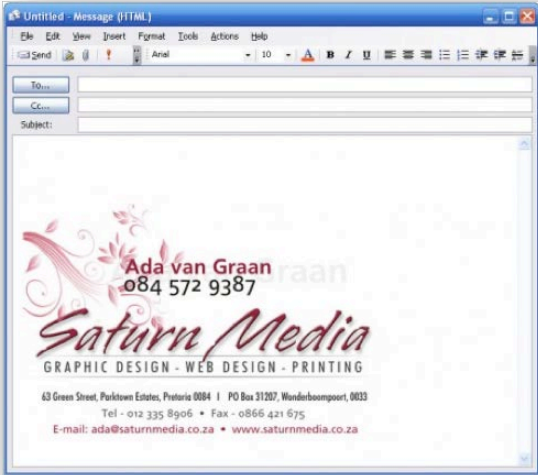 Untitled - Message (HTML)
File Edit View Insert Format Tools Actions Help
Send Arial 10 A B I U
To...
Cc...
Subject:
Ada van Graan
084 572 9387
Saturn Media
GRAPHIC DESIGN - WEB DESIGN - PRINTING
63 Green Street, Parktown Estates, Pretoria 0084 | PO Box 31207, Wonderboompoort, 0033
Tel - 012 335 8906 • Fax - 0866 421 675
E-mail: ada@saturnmedia.co.za • www.saturnmedia.co.za